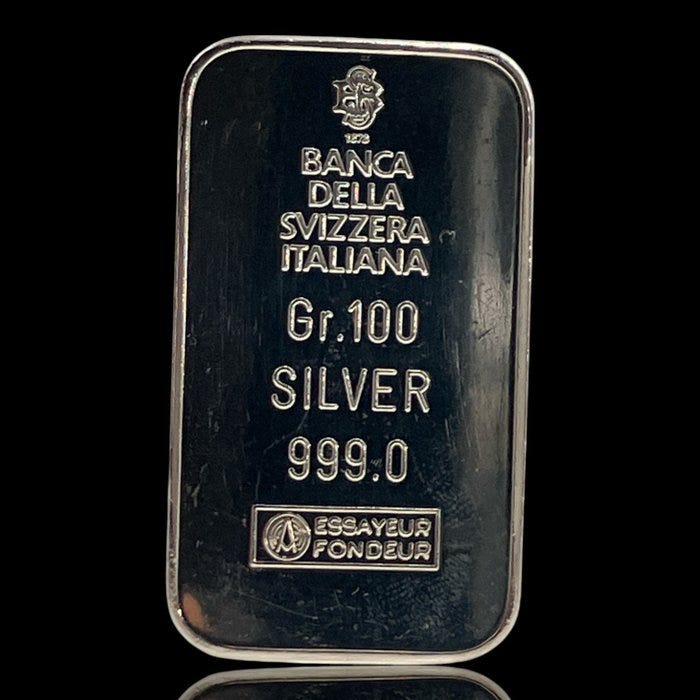 1873
BANCA
DELLA
SVIZZERA
ITALIANA
Gr.100
SILVER
999.0
ESSAYEUR
FONDEUR